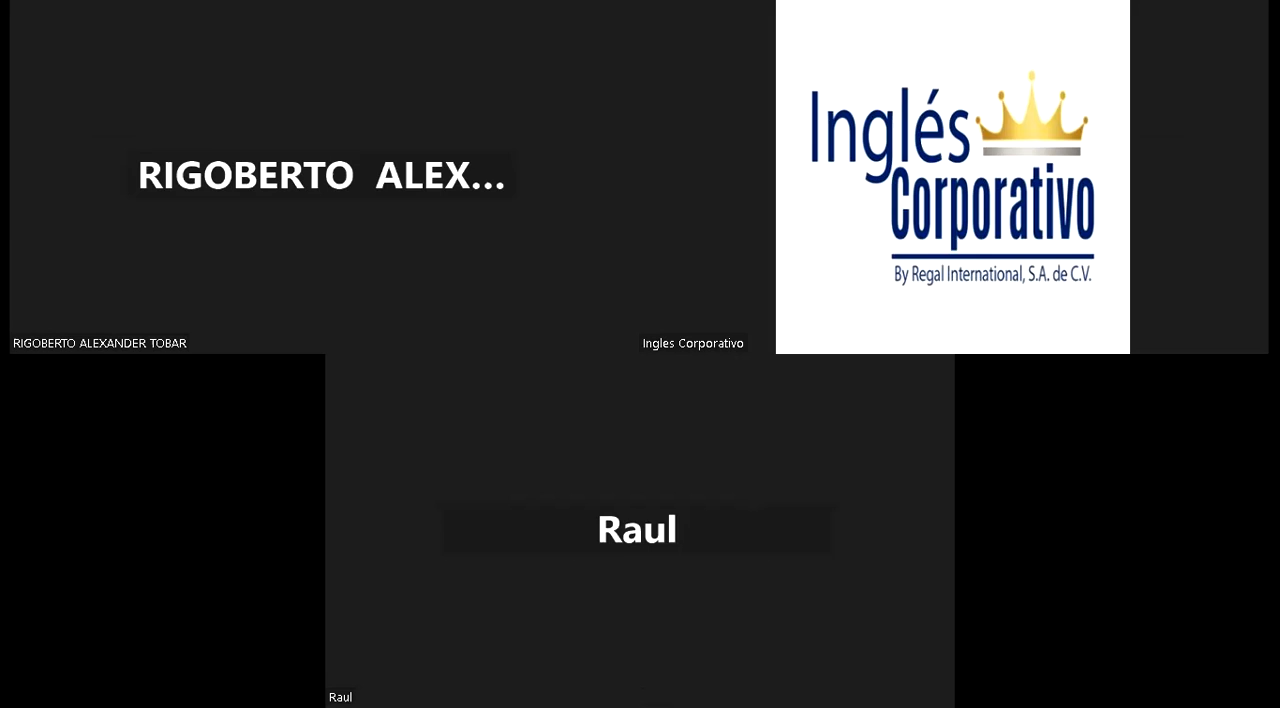 RIGOBERTO ALEX...
RIGOBERTO ALEXANDER TOBAR
Inglés
Corporativo
By Regal International, S.A. de C.V.
Ingles Corporativo
Raul
Raul